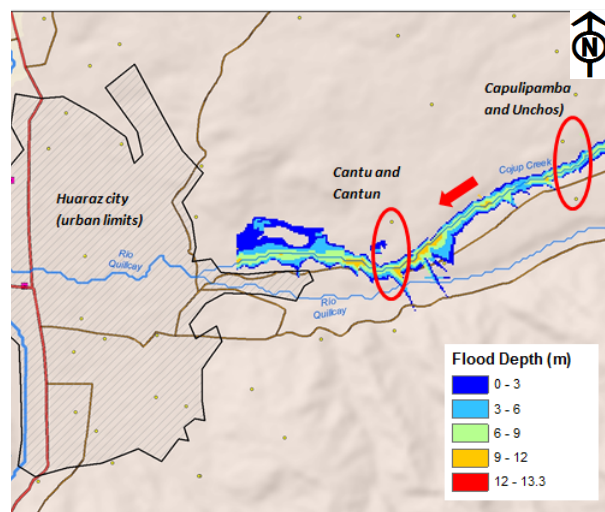 N
Capulipamba
and Unchos)
Cojup Creek
Cantu and
Cantun
Huaraz city
(urban limits)
Rio
Quillcay
Rio
Quillcay
Flood Depth (m)
0 - 3
3 - 6
6 - 9
9 - 12
12 - 13.3